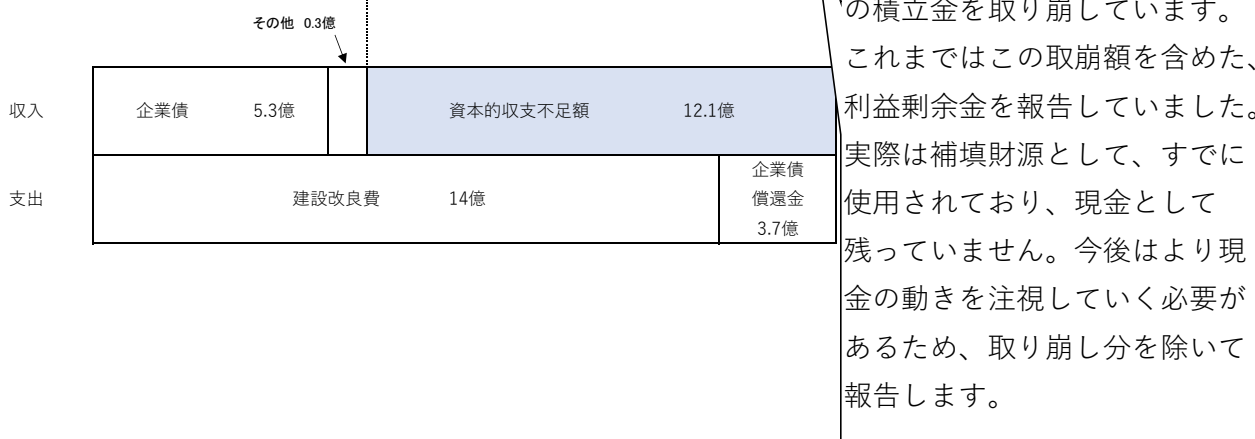 その他 0.3億
収入 企業債 5.3億 資本的収支不足額 12.1億
支出 建設改良費 14億 企業債
償還金
3.7億
の積立金を取り崩しています。
これまではこの取崩額を含めた、
利益剰余金を報告していました。
実際は補填財源として、すでに
使用されており、現金として
残っていません。今後はより現
金の動きを注視していく必要が
あるため、取り崩し分を除いて
報告します。